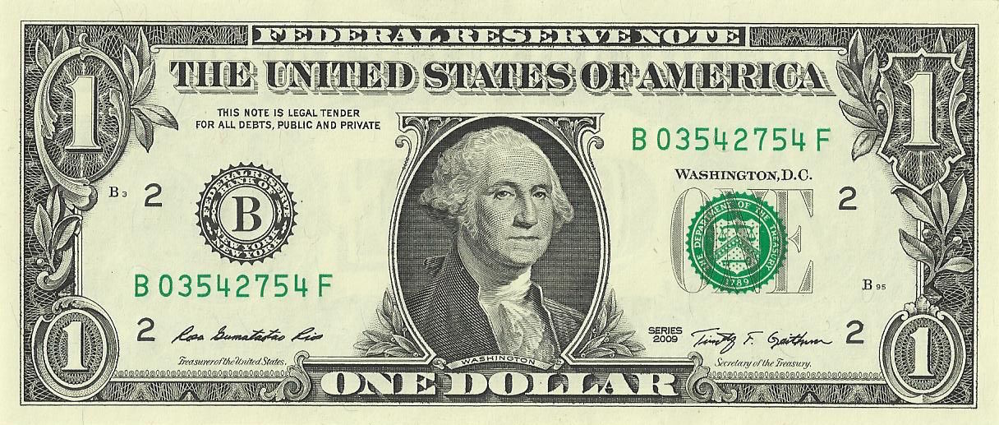 FEDERAL RESERVE NOTE
THE UNITED STATES OF AMERICA
1
1
THIS NOTE IS LEGAL TENDER
FOR ALL DEBTS, PUBLIC AND PRIVATE
B 03542754 F
WASHINGTON, D.C.
B 3
2
FEDERAL RESERVE
BANK OF
B
NEW YORK
NEW YORK
ONE
THE DEPARTMENT OF THE TREASURY
1789
2
B 03542754 F
B 95
2
Rosa Gumataotao Rios
Treasurer of the United States.
SERIES
2009
Timothy F. Geithner
Secretary of the Treasury.
2
1
WASHINGTON
1
ONE DOLLAR